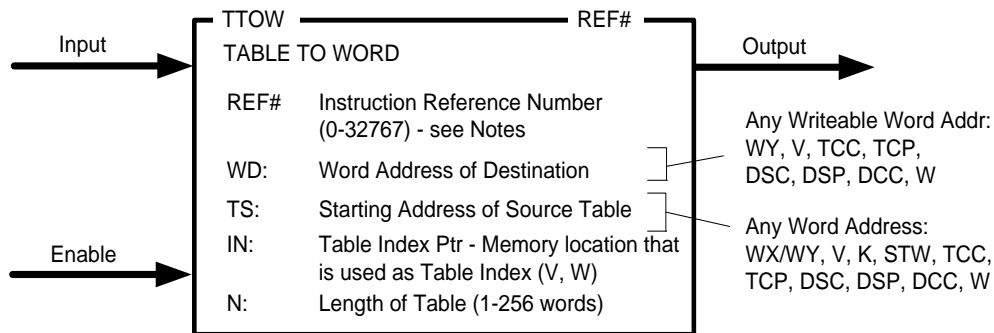 TTOW REF#
Input
TABLE TO WORD
Output
REF# Instruction Reference Number
(0-32767) - see Notes
WD: Word Address of Destination
Any Writeable Word Addr:
WY, V, TCC, TCP,
DSC, DSP, DCC, W
TS: Starting Address of Source Table
Any Word Address:
WX/WY, V, K, STW, TCC,
TCP, DSC, DSP, DCC, W
Enable
IN: Table Index Ptr - Memory location that
is used as Table Index (V, W)
N: Length of Table (1-256 words)